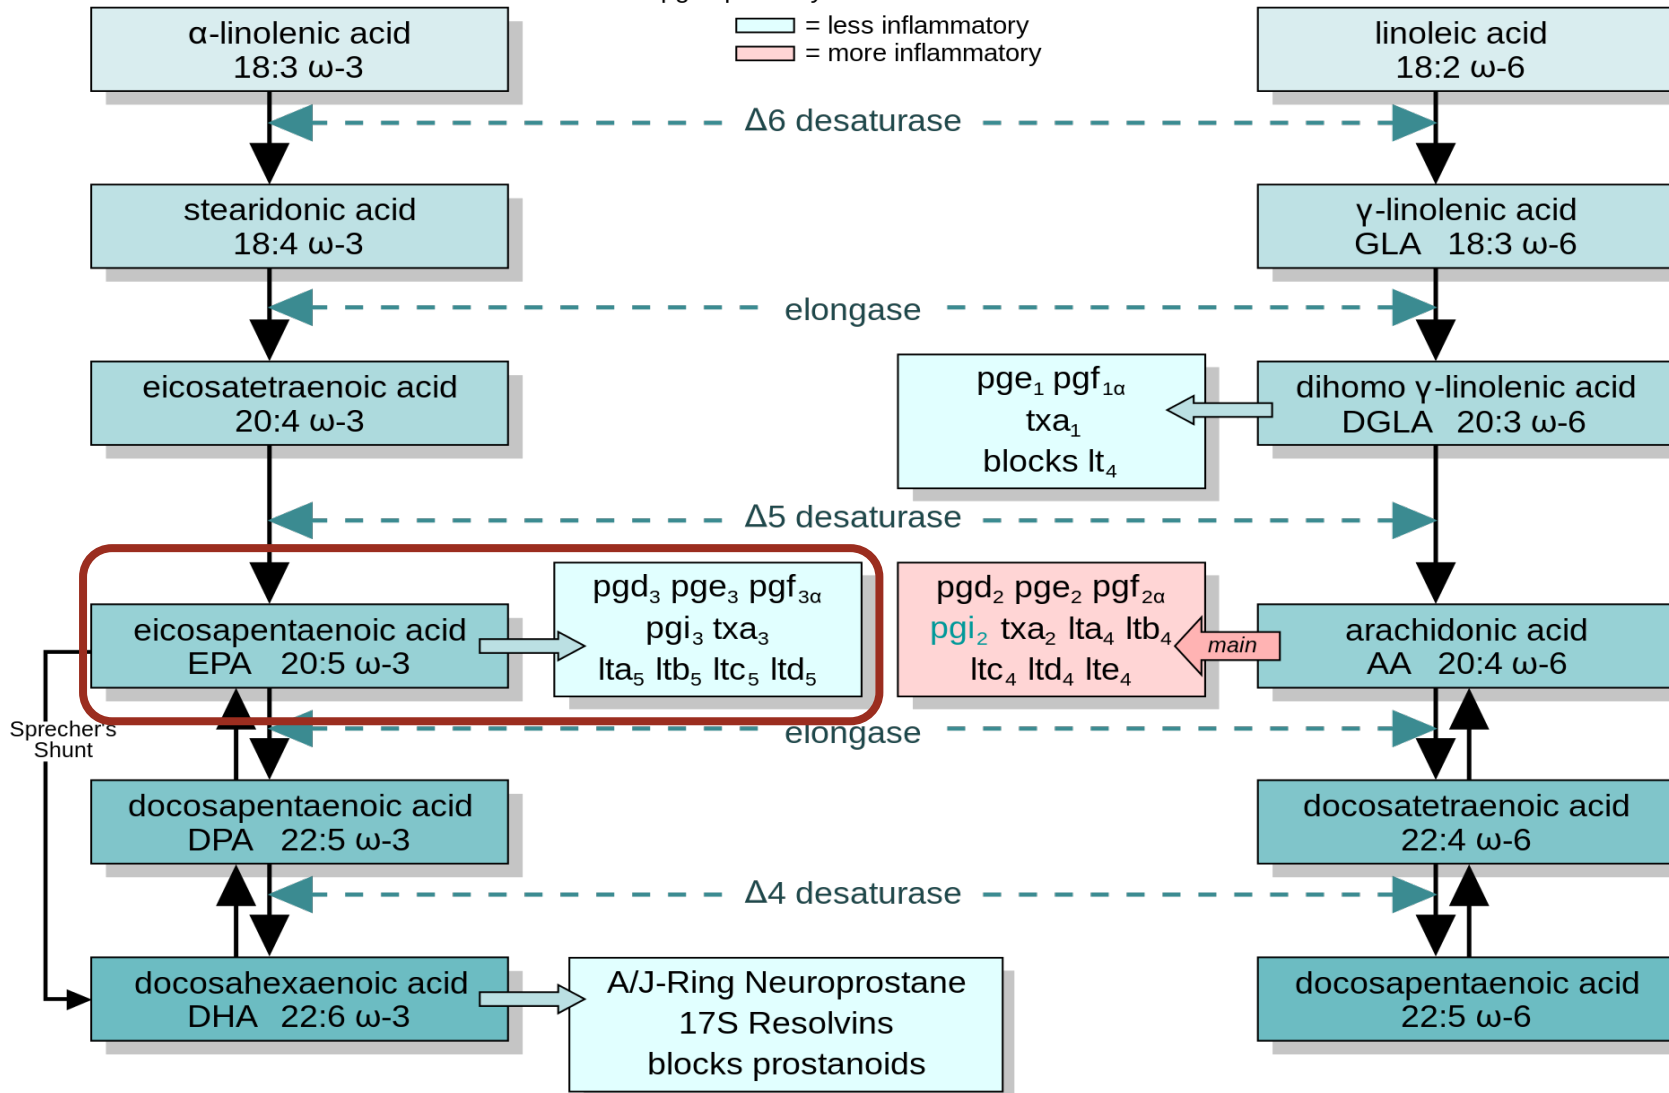 = less inflammatory
= more inflammatory
α-linolenic acid
18:3 ω-3
linoleic acid
18:2 ω-6
Δ6 desaturase
stearidonic acid
18:4 ω-3
γ-linolenic acid
GLA 18:3 ω-6
elongase
eicosatetraenoic acid
20:4 ω-3
pge₁ pgf₁α
txa₁
blocks lt₄
dihomo γ-linolenic acid
DGLA 20:3 ω-6
Δ5 desaturase
eicosapentaenoic acid
EPA 20:5 ω-3
pgd₃ pge₃ pgf₃α
pgi₃ txa₃
lta₅ ltb₅ ltc₅ ltd₅
pgd₂ pge₂ pgf₂α
pgi₂ txa₂ lta₄ ltb₄
ltc₄ ltd₄ lte₄
main
arachidonic acid
AA 20:4 ω-6
Sprecher's
Shunt
elongase
docosapentaenoic acid
DPA 22:5 ω-3
docosatetraenoic acid
22:4 ω-6
Δ4 desaturase
docosahexaenoic acid
DHA 22:6 ω-3
A/J-Ring Neuroprostane
17S Resolvins
blocks prostanoids
docosapentaenoic acid
22:5 ω-6